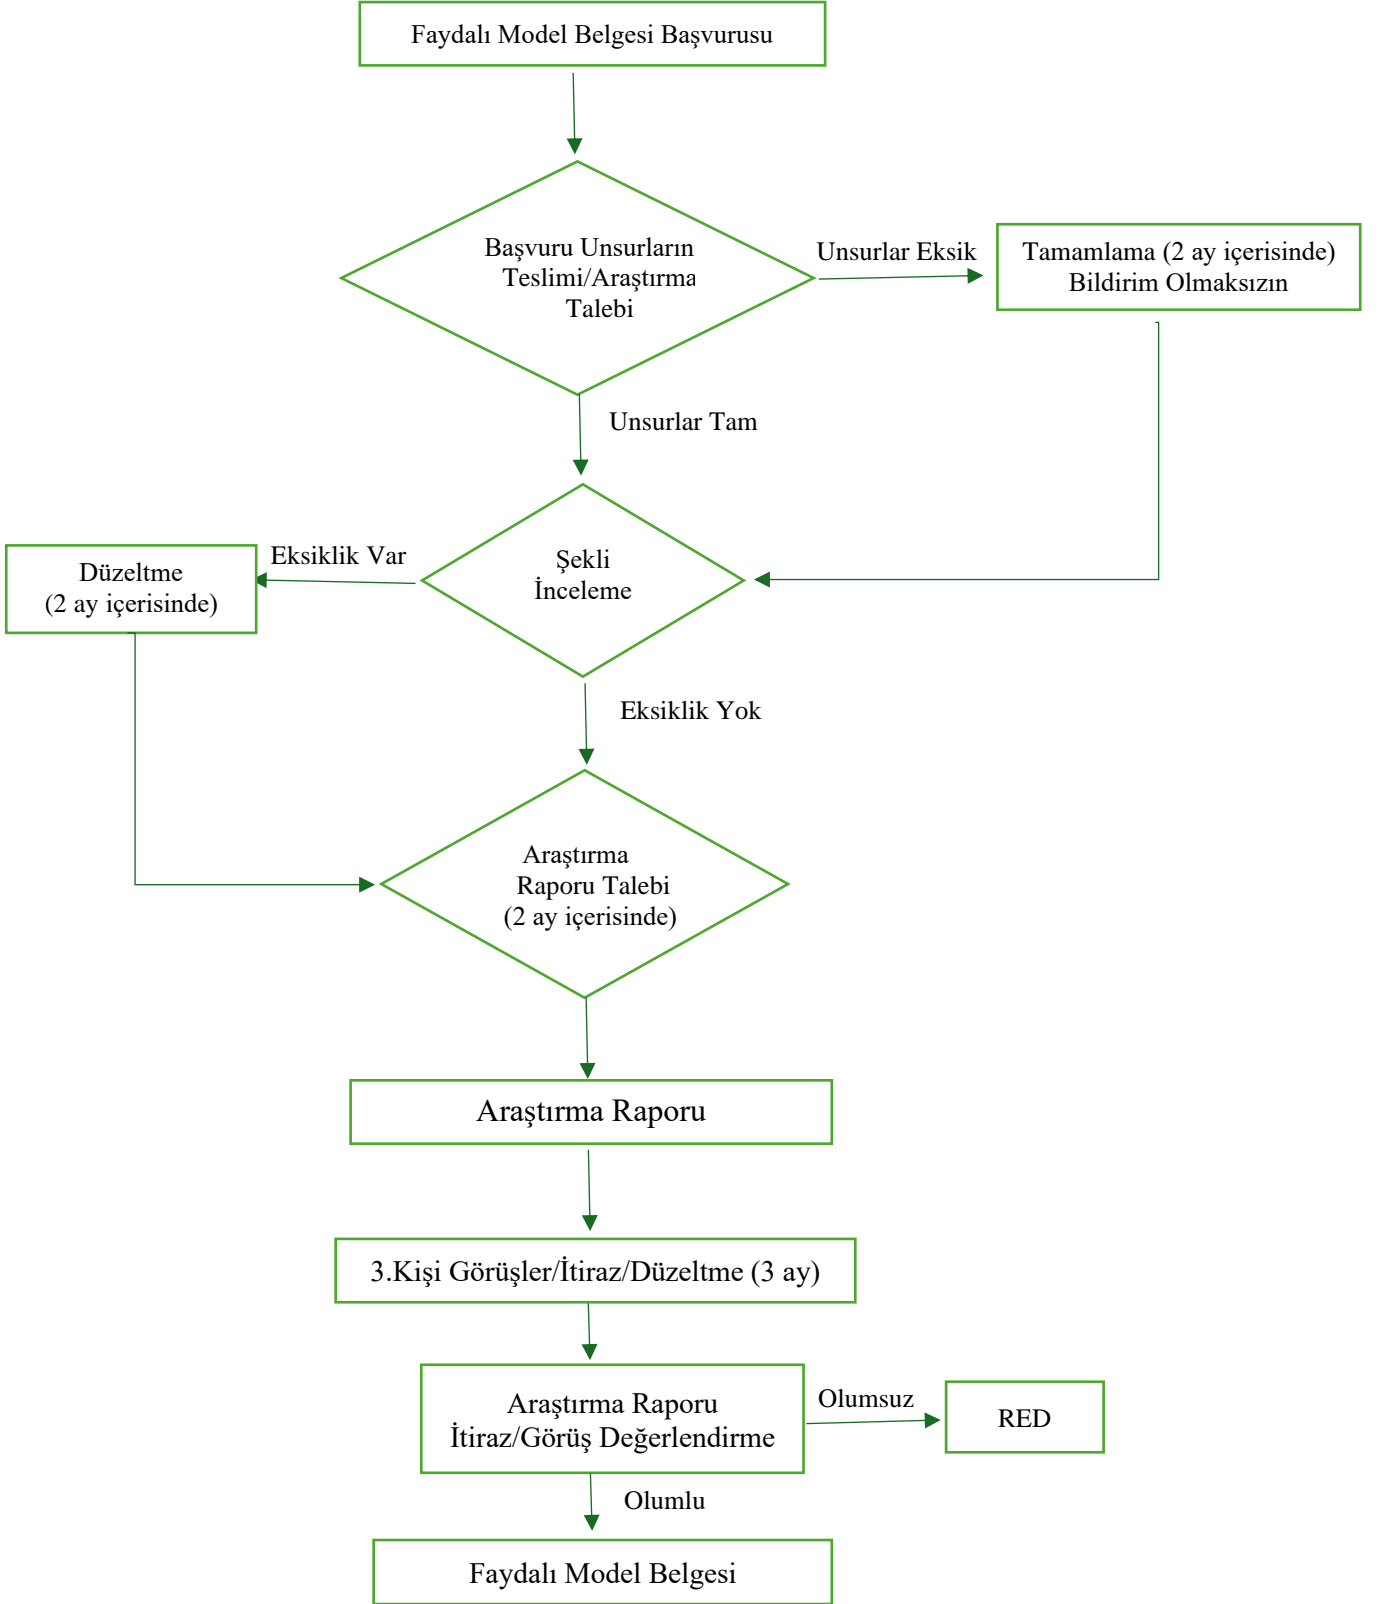 Faydalı Model Belgesi Başvurusu
Başvuru Unsurların
Teslimi/Araştırma
Talebi
Unsurlar Eksik
Tamamlama (2 ay içerisinde)
Bildirim Olmaksızın
Unsurlar Tam
Eksiklik Var
Düzeltme
(2 ay içerisinde)
Şekli
İnceleme
Eksiklik Yok
Araştırma
Raporu Talebi
(2 ay içerisinde)
Araştırma Raporu
3.Kişi Görüşler/İtiraz/Düzeltme (3 ay)
Araştırma Raporu
İtiraz/Görüş Değerlendirme
Olumsuz
RED
Olumlu
Faydalı Model Belgesi